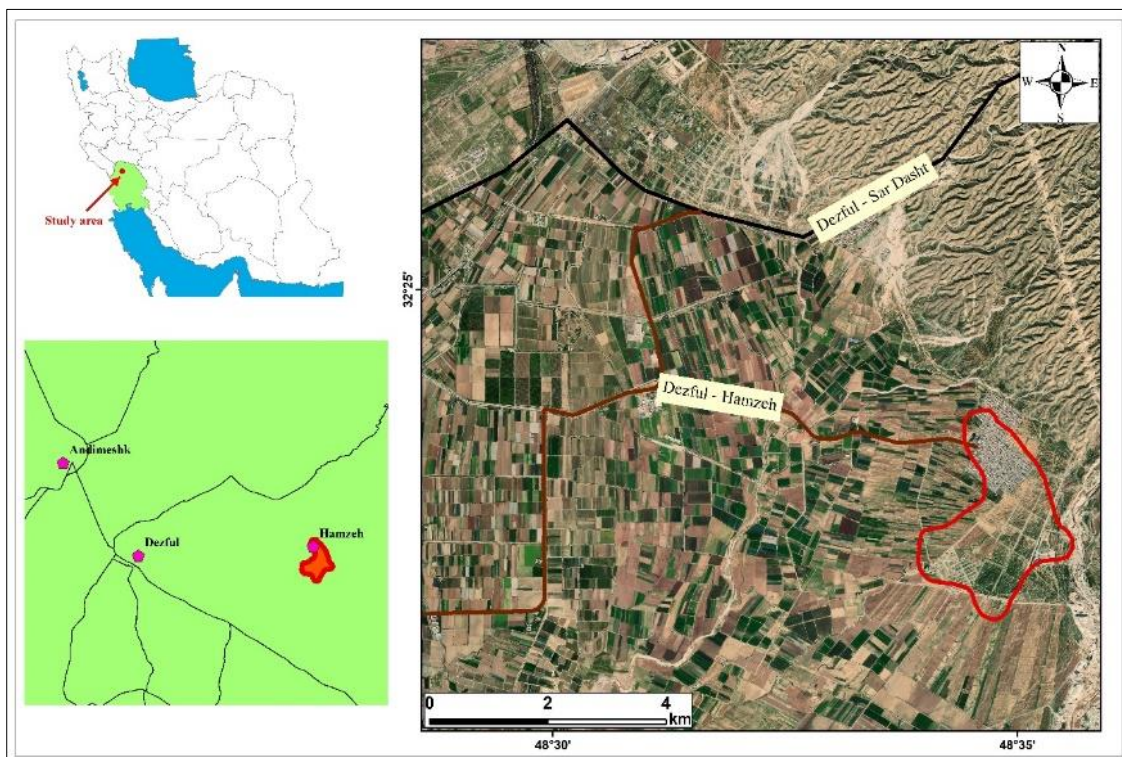 Study area
Andimeshk
Dezful
Hamzeh
N
W
E
S
Dezful - Sar Dasht
32°25'
Dezful - Hamzeh
0
2
4
km
48°30'
48°35'